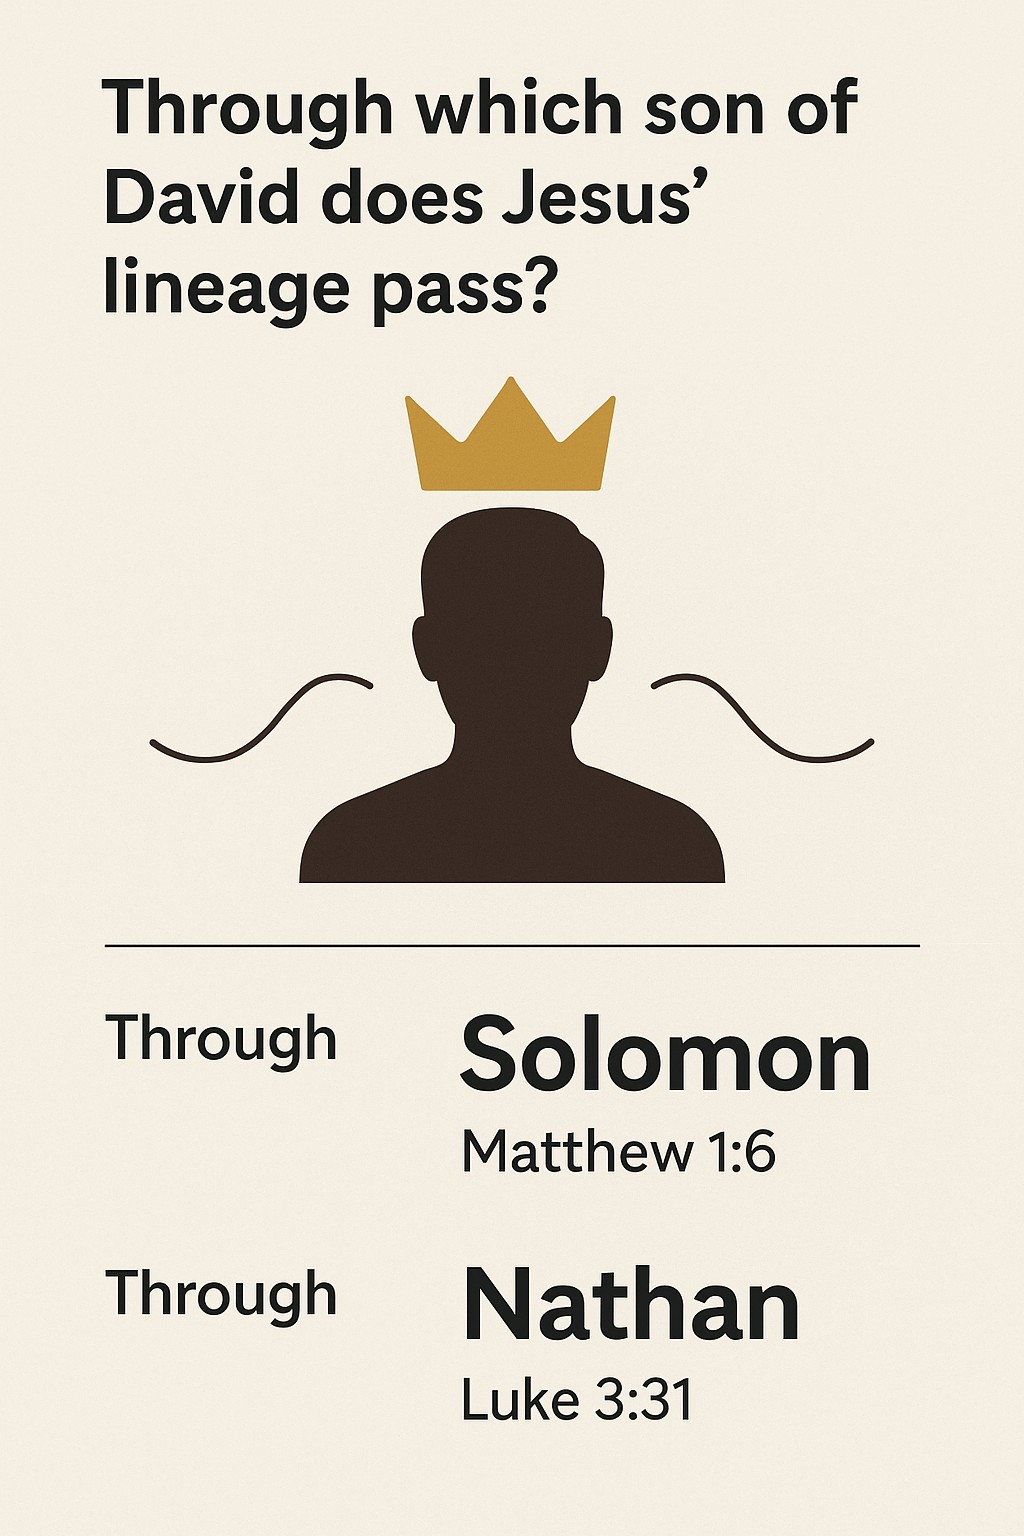 Through which son of
David does Jesus’
lineage pass?
Through Solomon
Matthew 1:6
Through Nathan
Luke 3:31